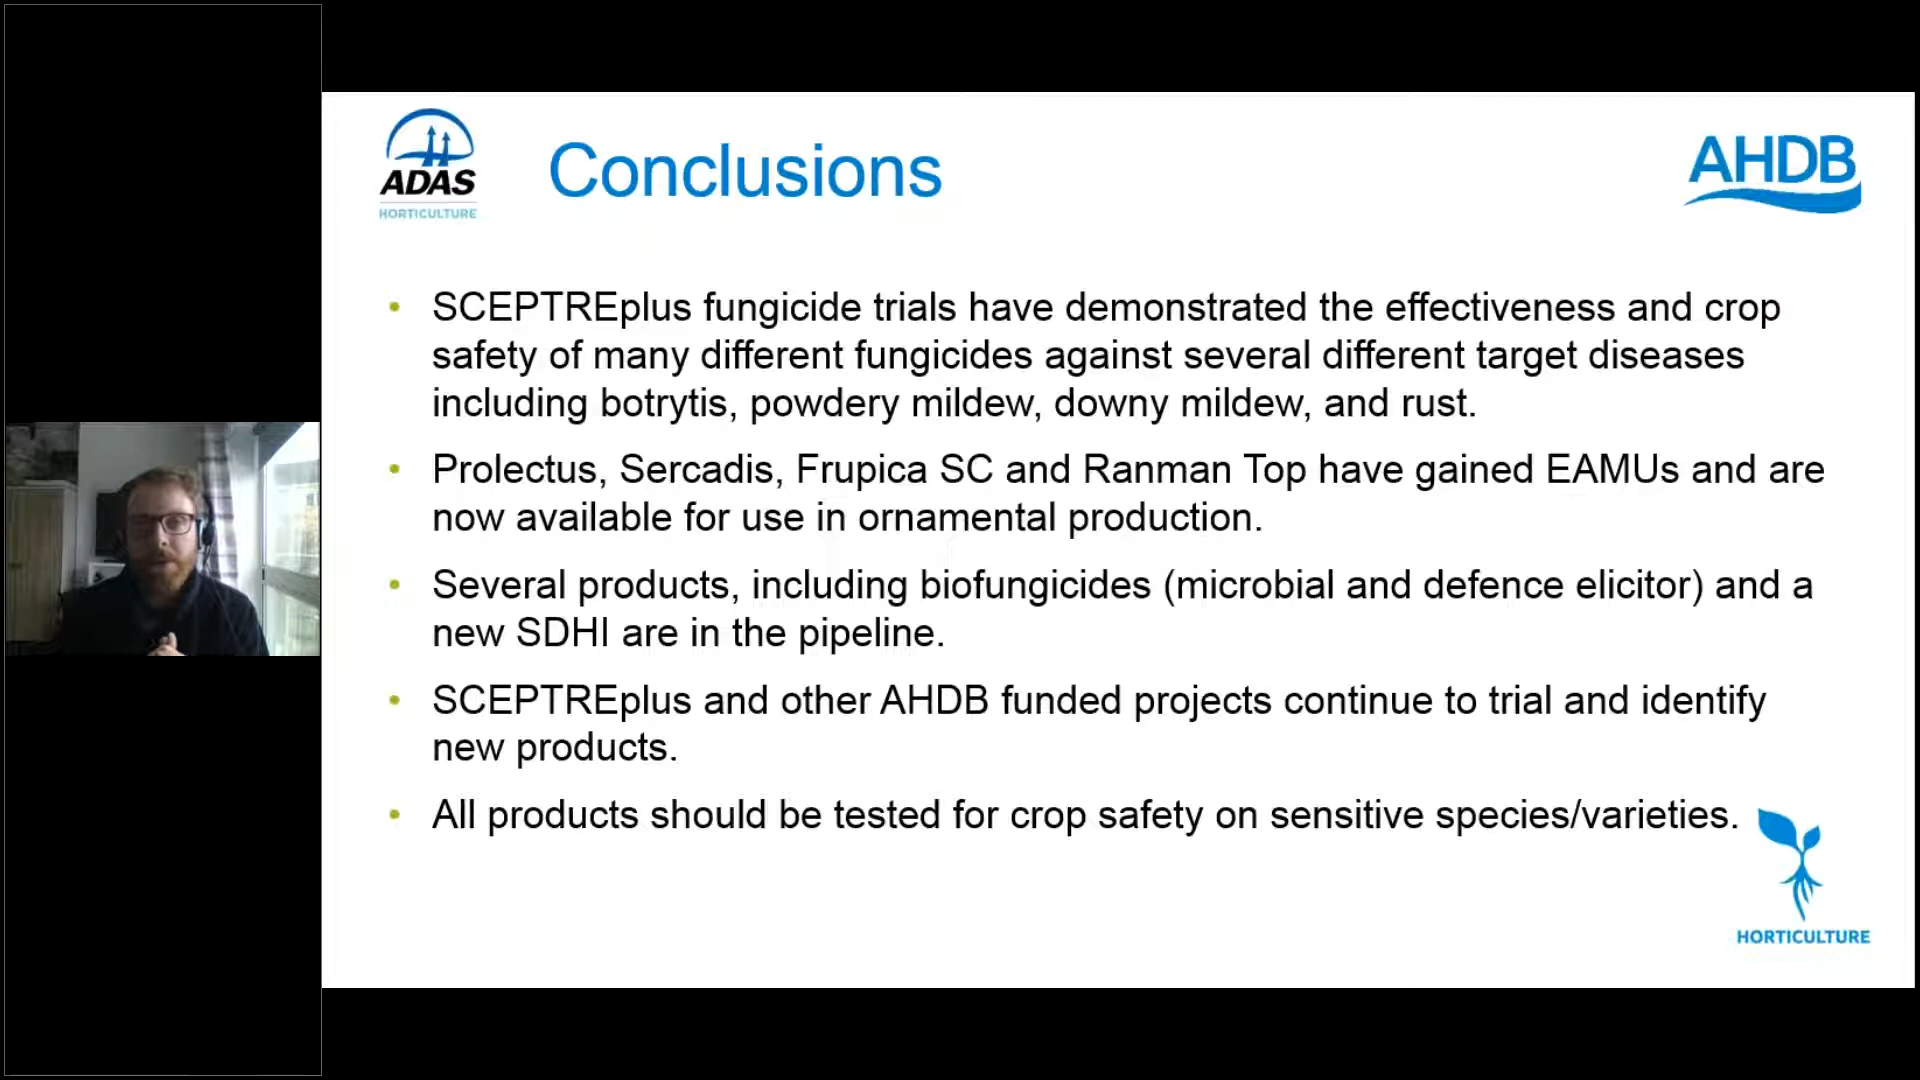 ADAS
HORTICULTURE
Conclusions
AHDB
• SCEPTREplus fungicide trials have demonstrated the effectiveness and crop
safety of many different fungicides against several different target diseases
including botrytis, powdery mildew, downy mildew, and rust.
• Prolectus, Sercadis, Frupica SC and Ranman Top have gained EAMUs and are
now available for use in ornamental production.
• Several products, including biofungicides (microbial and defence elicitor) and a
new SDHI are in the pipeline.
• SCEPTREplus and other AHDB funded projects continue to trial and identify
new products.
• All products should be tested for crop safety on sensitive species/varieties.
HORTICULTURE